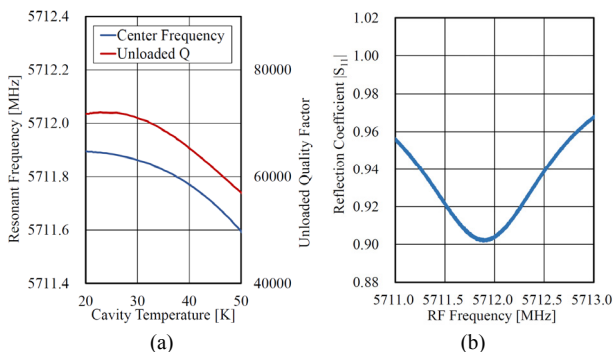 Center Frequency
Unloaded Q
Resonant Frequency [MHz]
5712.4
5712.2
5712.0
5711.8
5711.6
5711.4
20
30
40
50
Cavity Temperature [K]
80000
60000
40000
Unloaded Quality Factor
(a)
Reflection Coefficient |S₁₁|
1.02
1.00
0.98
0.96
0.94
0.92
0.90
0.88
5711.0
5711.5
5712.0
5712.5
5713.0
RF Frequency [MHz]
(b)